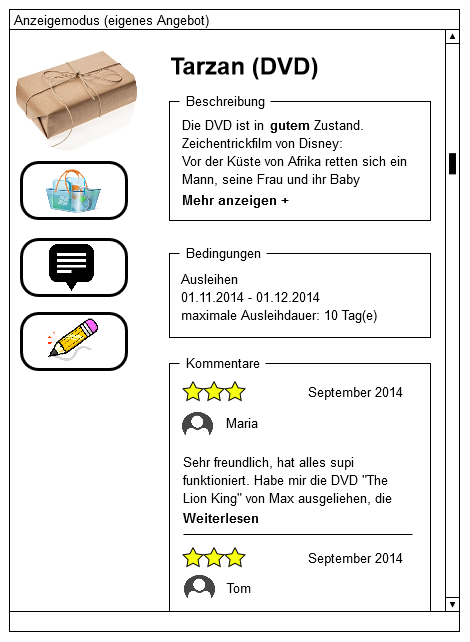 Anzeigemodus (eigenes Angebot)
Tarzan (DVD)
Beschreibung
Die DVD ist in gutem Zustand.
Zeichentrickfilm von Disney:
Vor der Küste von Afrika retten sich ein
Mann, seine Frau und ihr Baby
Mehr anzeigen +
Bedingungen
Ausleihen
01.11.2014 - 01.12.2014
maximale Ausleihdauer: 10 Tag(e)
Kommentare
September 2014
Maria
Sehr freundlich, hat alles supi
funktioniert. Habe mir die DVD "The
Lion King" von Max ausgeliehen, die
Weiterlesen
September 2014
Tom